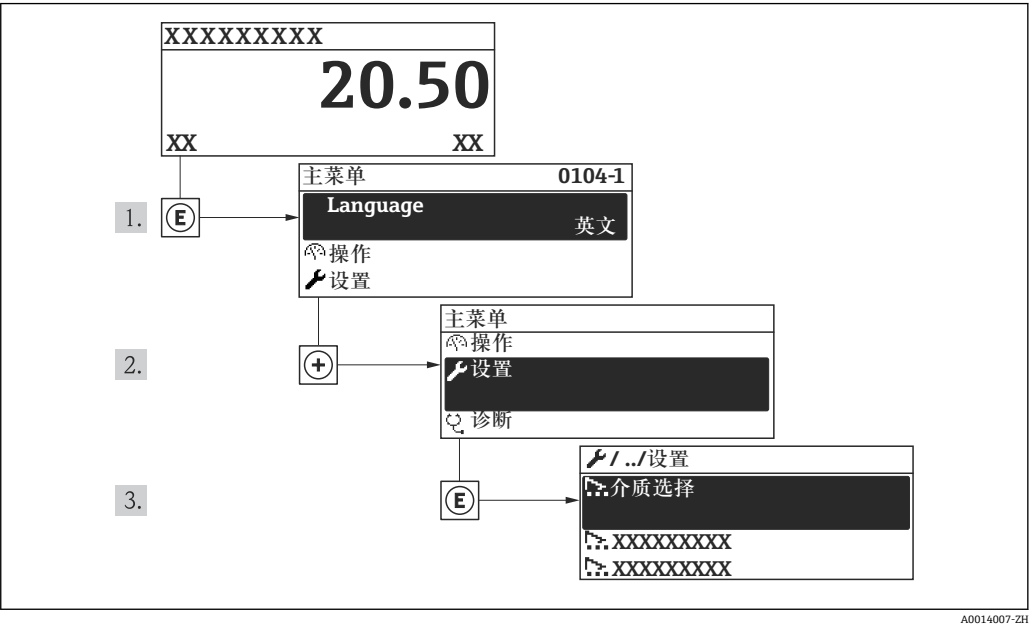 XXXXXXXXX
20.50
XX XX
主菜单 0104-1
1. E Language
英文
操作
设置
主菜单
操作
2. + 设置
诊断
/ ../设置
3. E 介质选择
XXXXXXXXX
XXXXXXXXX
A0014007-ZH